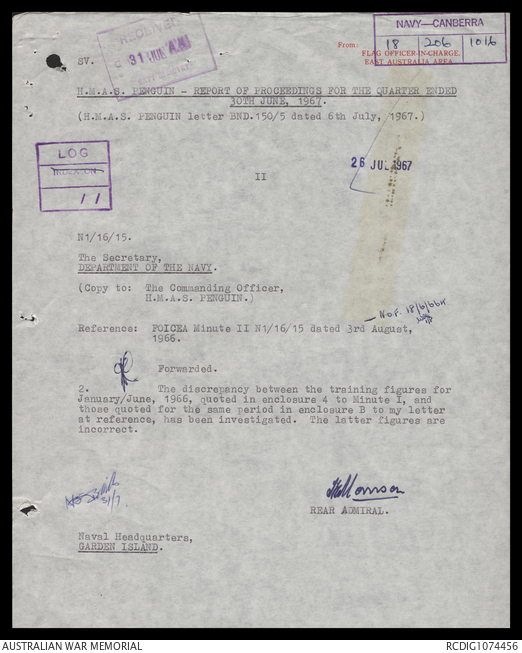 NAVY—CANBERRA
18 206 1016
From:
FLAG OFFICER-IN-CHARGE,
EAST AUSTRALIA AREA.
RECEIVED
SV.
H.M.A.S. PENGUIN – REPORT OF PROCEEDINGS FOR THE QUARTER ENDED
30TH JUNE, 1967.
(H.M.A.S. PENGUIN letter BND.150/5 dated 6th July, 1967.)
LOG
11
26 JUL 1967
II
N1/16/15.
The Secretary,
DEPARTMENT OF THE NAVY.
(Copy to: The Commanding Officer,
H.M.A.S. PENGUIN.)
Reference: FOICEA Minute II N1/16/15 dated 3rd August,
1966.
Forwarded.
2. The discrepancy between the training figures for
January/June, 1966, quoted in enclosure 4 to Minute I, and
those quoted for the same period in enclosure B to my letter
at reference, has been investigated. The latter figures are
incorrect.
31/7
REAR ADMIRAL.
Naval Headquarters,
GARDEN ISLAND.
AUSTRALIAN WAR MEMORIAL
RCDIG1074456